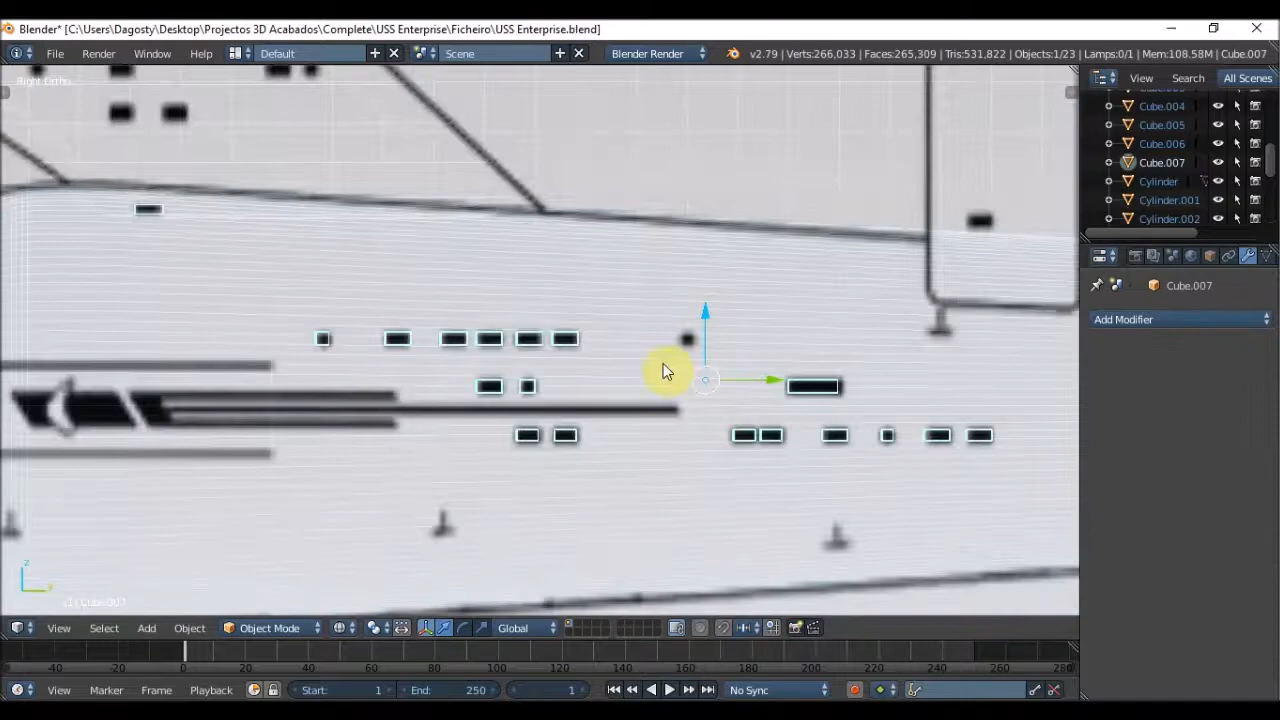 Blender* [C:\Users\Dagosty\Desktop\Projectos 3D Acabados\Complete\USS Enterprise\Ficheiro\USS Enterprise.blend]
File Render Window Help Default Scene Blender Render v2.79 | Verts:266,033 | Faces:265,309 | Tris:531,822 | Objects:1/23 | Lamps:0/1 | Mem:108.58M | Cube.007
Right Ortho
View Search All Scenes
Cube.004
Cube.005
Cube.006
Cube.007
Cylinder
Cylinder.001
Cylinder.002
Cube.007
Add Modifier
z
y
(1) Cube.007
View Select Add Object Object Mode Global
-40 -20 0 20 40 60 80 100 120 140 160 180 200 220 240 260 280
View Marker Frame Playback Start: 1 End: 250 1 No Sync